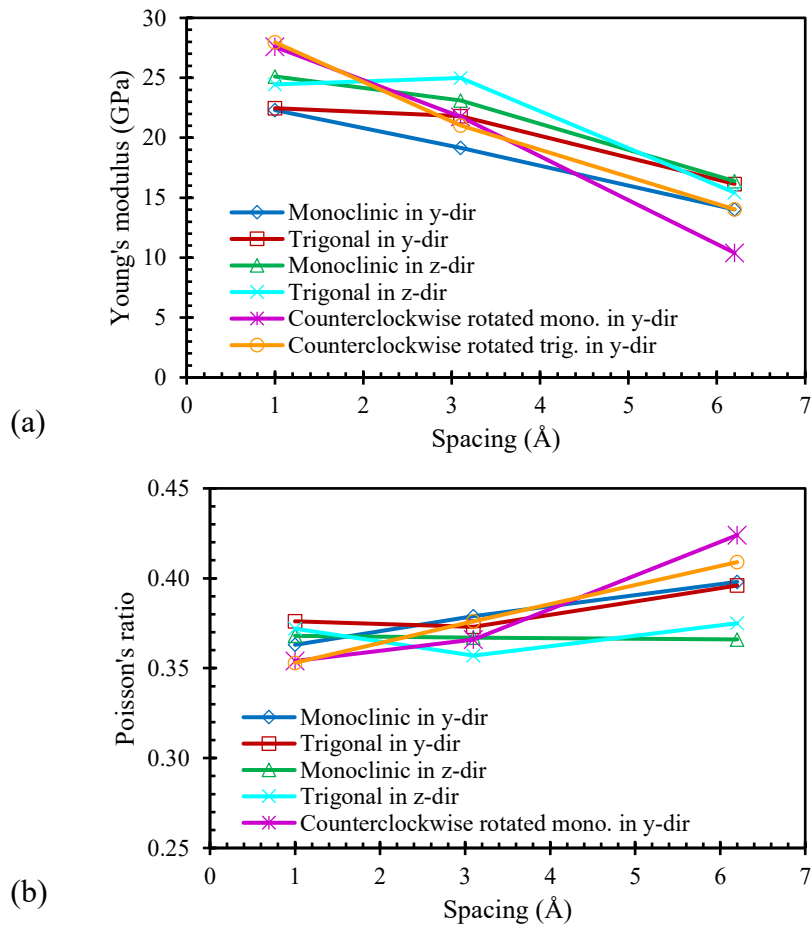 30
25
20
15
10
5
0
Young's modulus (GPa)
Monoclinic in y-dir
Trigonal in y-dir
Monoclinic in z-dir
Trigonal in z-dir
Counterclockwise rotated mono. in y-dir
Counterclockwise rotated trig. in y-dir
0 1 2 3 4 5 6 7
(a)
Spacing (Å)
0.45
0.40
0.35
0.30
0.25
Poisson's ratio
Monoclinic in y-dir
Trigonal in y-dir
Monoclinic in z-dir
Trigonal in z-dir
Counterclockwise rotated mono. in y-dir
0 1 2 3 4 5 6 7
(b)
Spacing (Å)